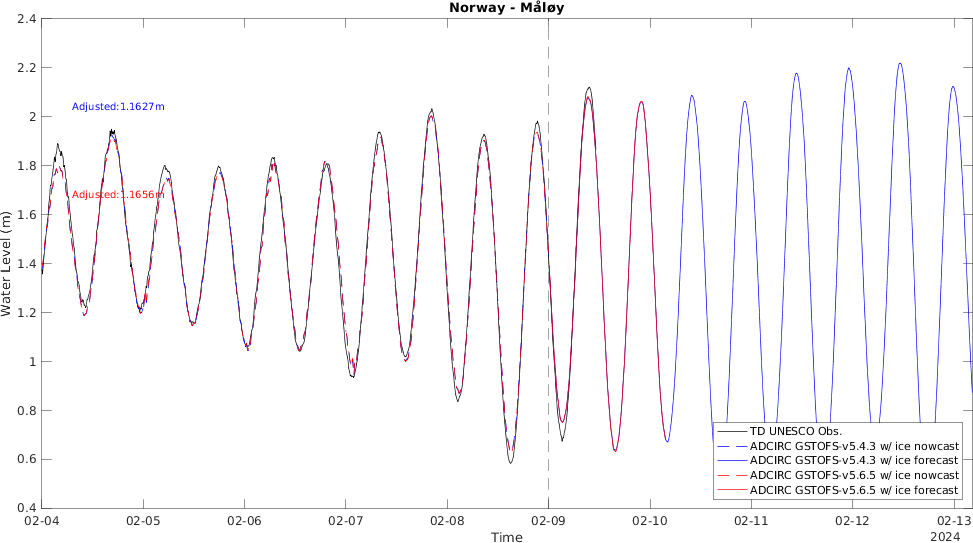 Norway - Måløy
2.4
2.2
2
1.8
1.6
1.4
1.2
1
0.8
0.6
0.4
Water Level (m)
Adjusted:1.1627m
Adjusted:1.1656m
TD UNESCO Obs.
ADCIRC GSTOFS-v5.4.3 w/ ice nowcast
ADCIRC GSTOFS-v5.4.3 w/ ice forecast
ADCIRC GSTOFS-v5.6.5 w/ ice nowcast
ADCIRC GSTOFS-v5.6.5 w/ ice forecast
02-04 02-05 02-06 02-07 02-08 02-09 02-10 02-11 02-12 02-13
Time
2024